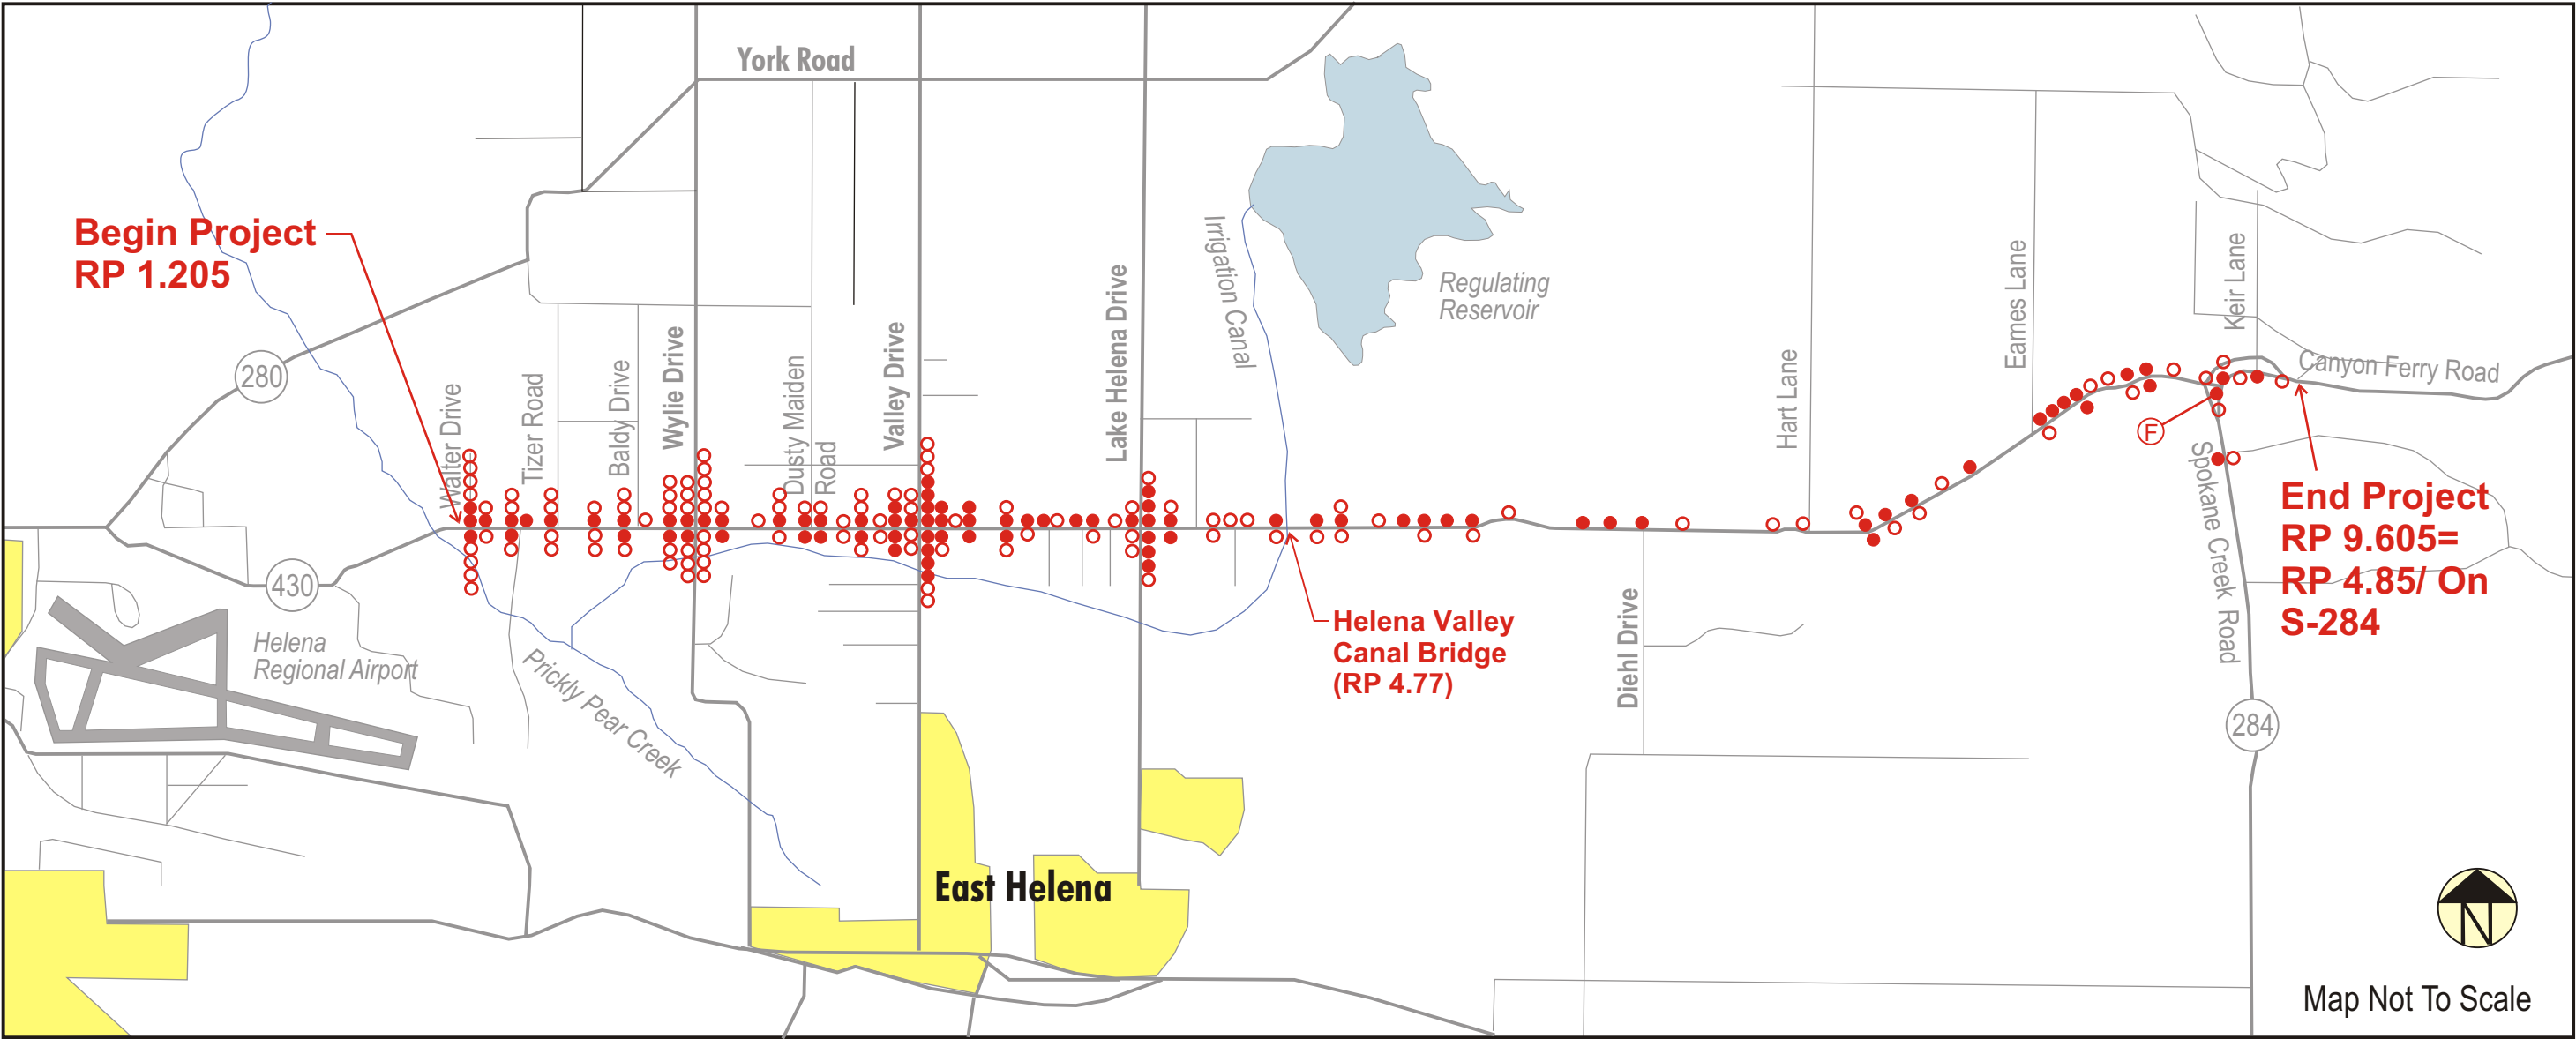 York Road
Begin Project
RP 1.205
280
Walter Drive
Tizer Road
Baldy Drive
Wylie Drive
Dusty Maiden
Road
Valley Drive
Lake Helena Drive
Irrigation Canal
Regulating
Reservoir
Hart Lane
Eames Lane
Keir Lane
Canyon Ferry Road
F
Spokane Creek Road
End Project
RP 9.605=
RP 4.85/ On
S-284
430
Helena
Regional Airport
Prickly Pear Creek
Helena Valley
Canal Bridge
(RP 4.77)
Diehl Drive
284
East Helena
N
Map Not To Scale